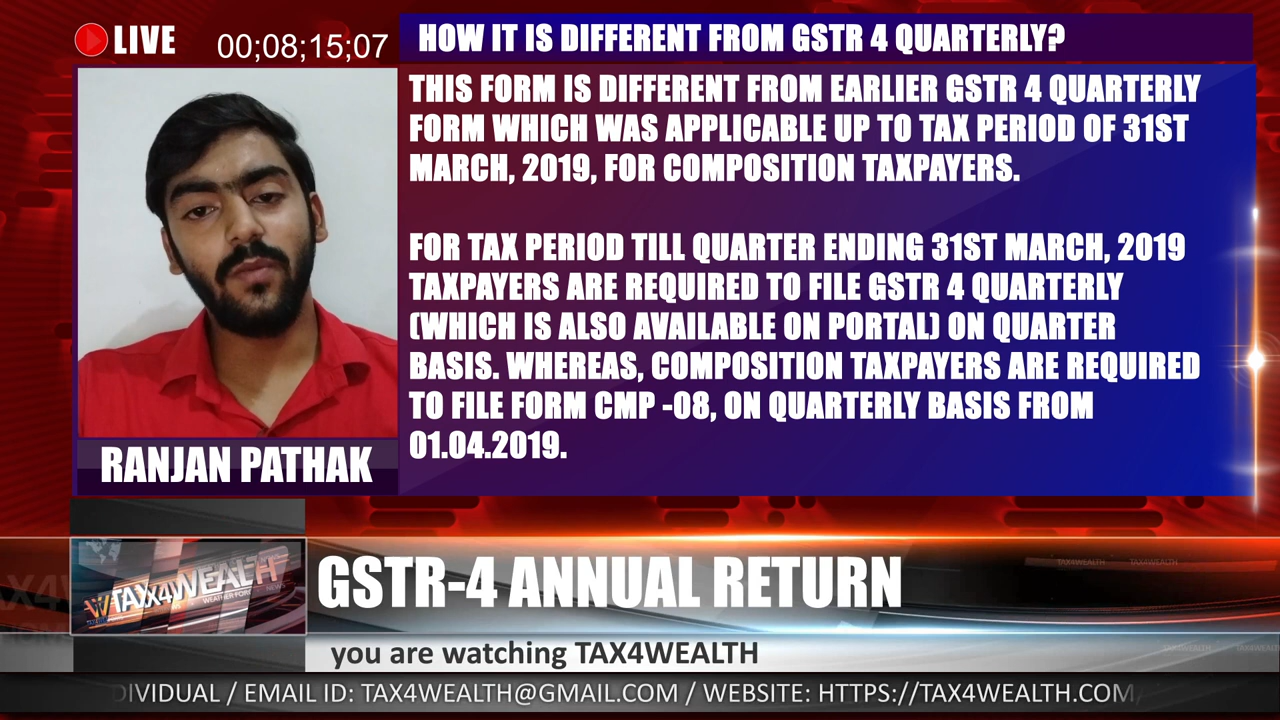 LIVE
00;08;15;07
HOW IT IS DIFFERENT FROM GSTR 4 QUARTERLY?
THIS FORM IS DIFFERENT FROM EARLIER GSTR 4 QUARTERLY
FORM WHICH WAS APPLICABLE UP TO TAX PERIOD OF 31ST
MARCH, 2019, FOR COMPOSITION TAXPAYERS.
FOR TAX PERIOD TILL QUARTER ENDING 31ST MARCH, 2019
TAXPAYERS ARE REQUIRED TO FILE GSTR 4 QUARTERLY
(WHICH IS ALSO AVAILABLE ON PORTAL) ON QUARTER
BASIS. WHEREAS, COMPOSITION TAXPAYERS ARE REQUIRED
TO FILE FORM CMP -08, ON QUARTERLY BASIS FROM
01.04.2019.
RANJAN PATHAK
TAX4WEALTH
GSTR-4 ANNUAL RETURN
TAX4WEALTH TAX4WEALTH
you are watching TAX4WEALTH
DIVIDUAL / EMAIL ID: TAX4WEALTH@GMAIL.COM / WEBSITE: HTTPS://TAX4WEALTH.COM